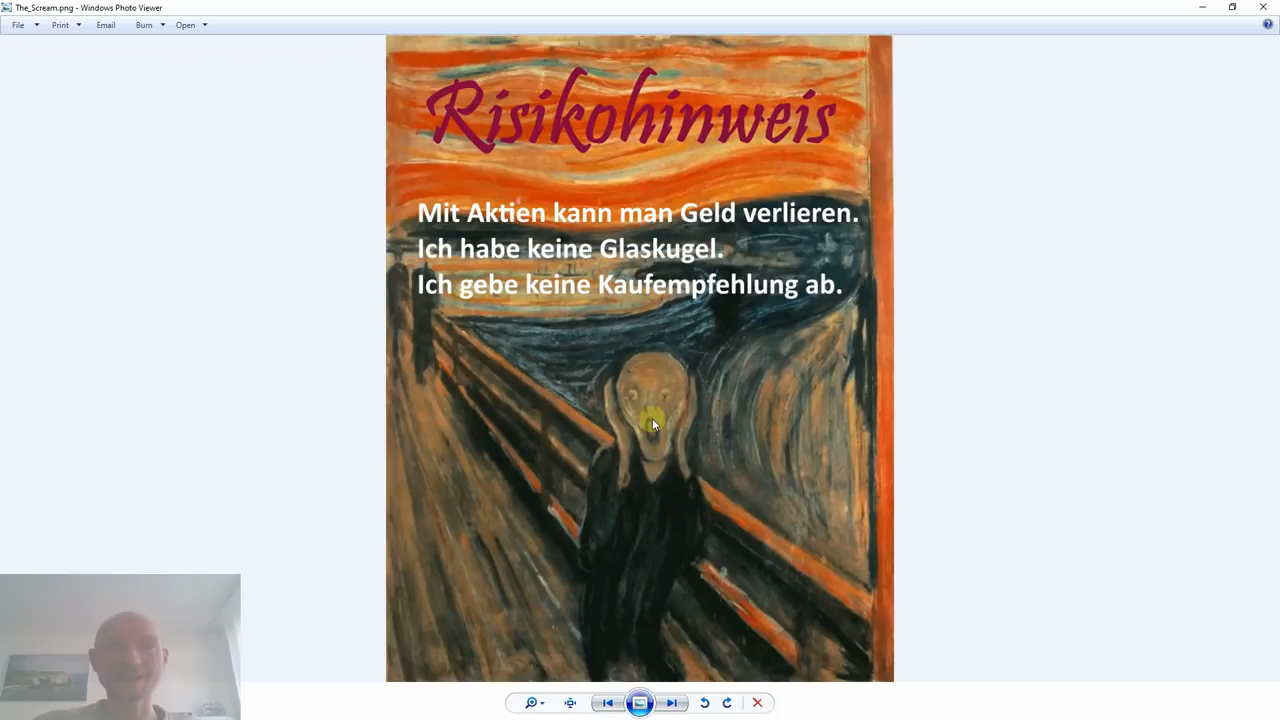 The_Scream.png - Windows Photo Viewer
File Print Email Burn Open
Risikohinweis
Mit Aktien kann man Geld verlieren.
Ich habe keine Glaskugel.
Ich gebe keine Kaufempfehlung ab.